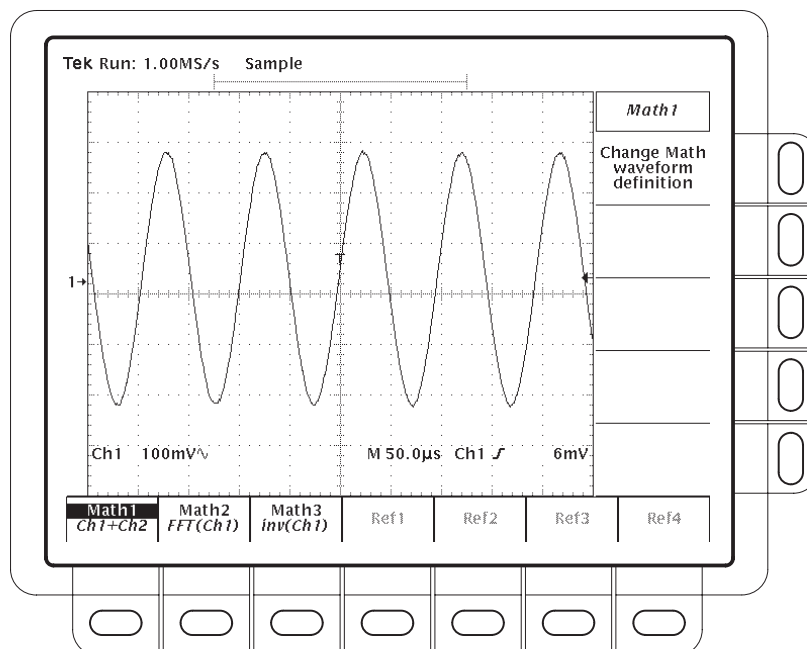 Tek Run: 1.00MS/s Sample
Math1
Change Math
waveform
definition
T
1→
Ch1 100mV∿ M 50.0µs Ch1 ƒ 6mV
Math1
Ch1+Ch2
Math2
FFT(Ch1)
Math3
inv(Ch1)
Ref1
Ref2
Ref3
Ref4